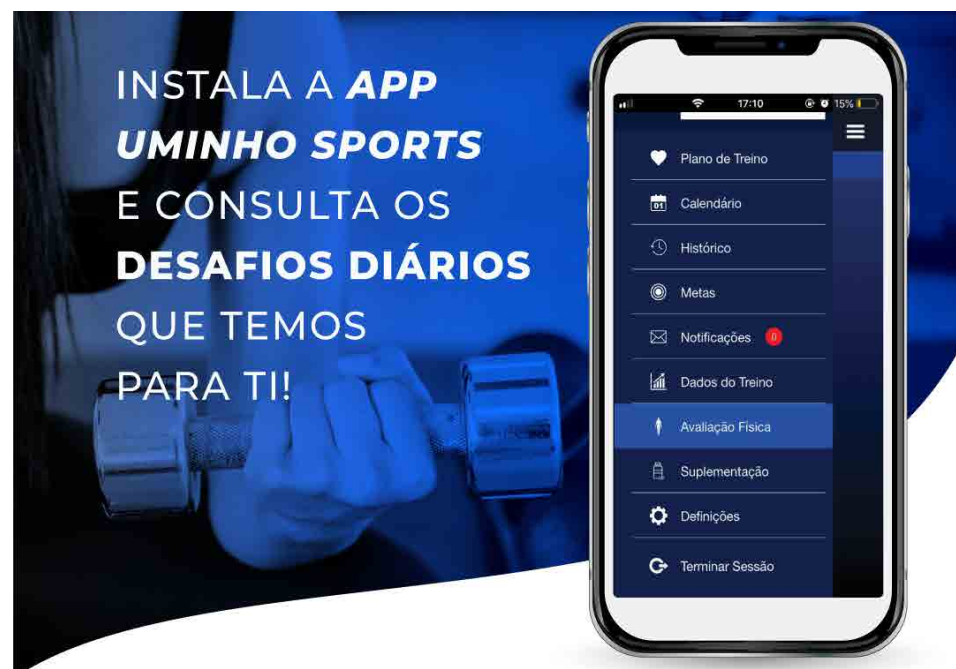 INSTALA A APP
UMINHO SPORTS
E CONSULTA OS
DESAFIOS DIÁRIOS
QUE TEMOS
PARA TI!
17:10
15%
Plano de Treino
01
Calendário
Histórico
Metas
Notificações 0
Dados do Treino
Avaliação Física
Suplementação
Definições
Terminar Sessão